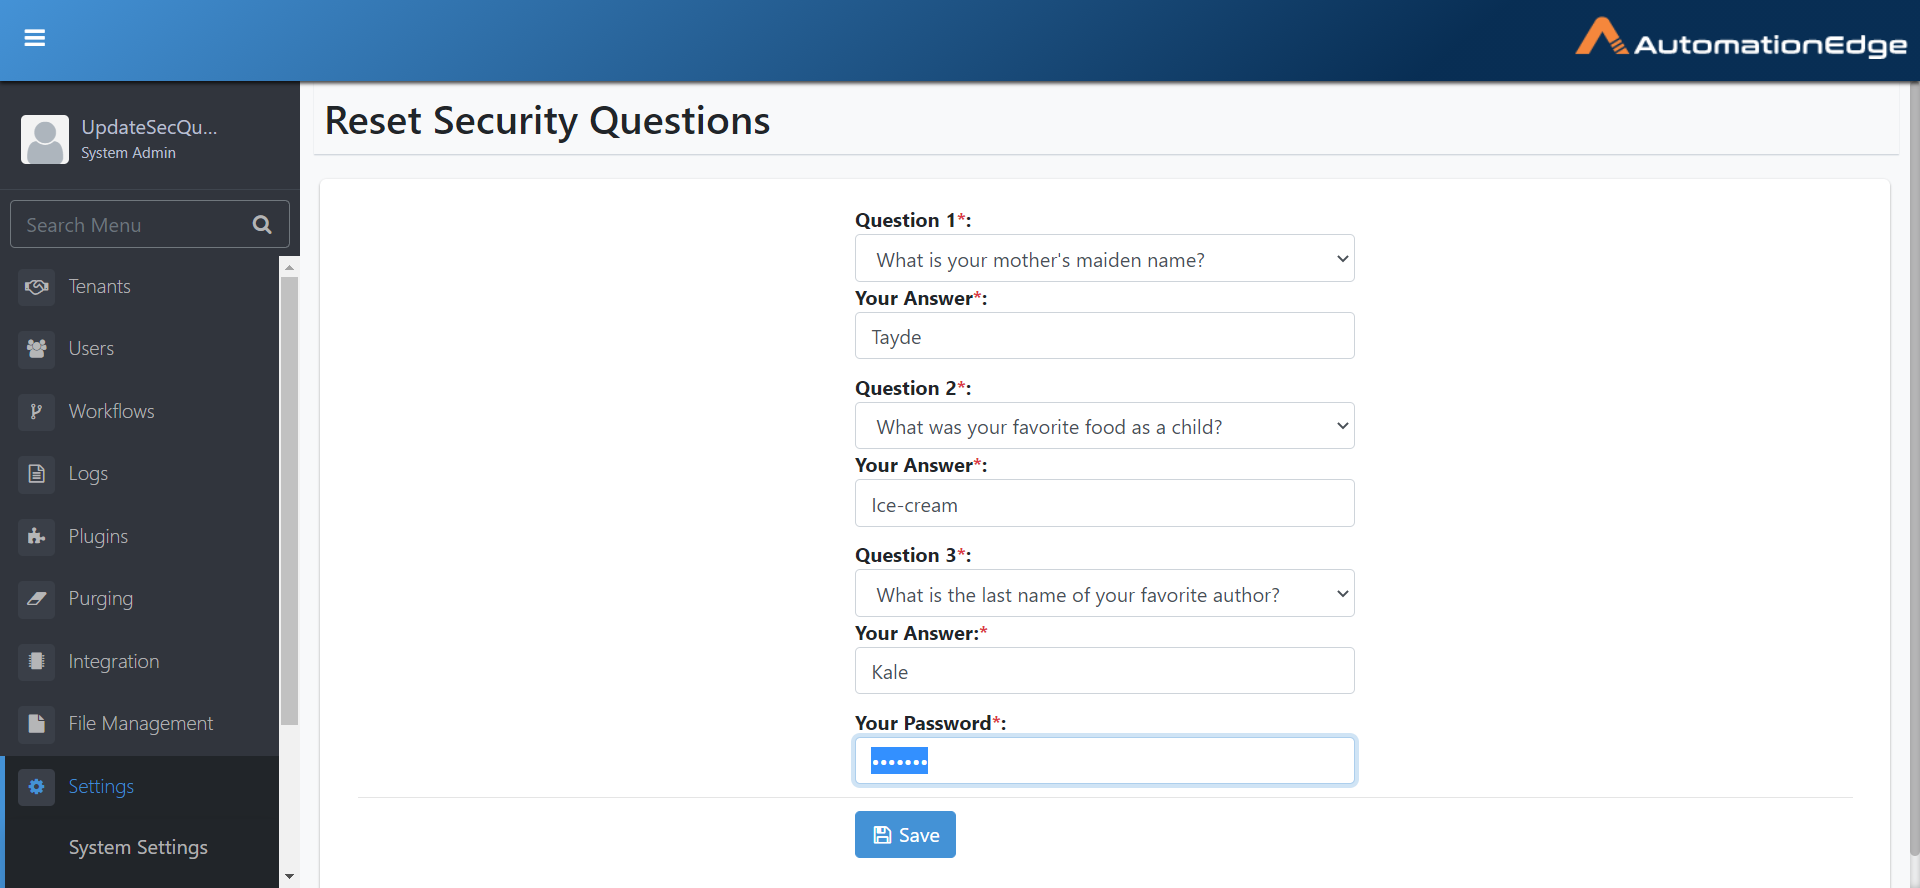 AutomationEdge
UpdateSecQu...
System Admin
Search Menu
Tenants
Users
Workflows
Logs
Plugins
Purging
Integration
File Management
Settings
System Settings
Reset Security Questions
Question 1*:
What is your mother's maiden name?
Your Answer*:
Tayde
Question 2*:
What was your favorite food as a child?
Your Answer*:
Ice-cream
Question 3*:
What is the last name of your favorite author?
Your Answer:*
Kale
Your Password*:
•••••••
Save